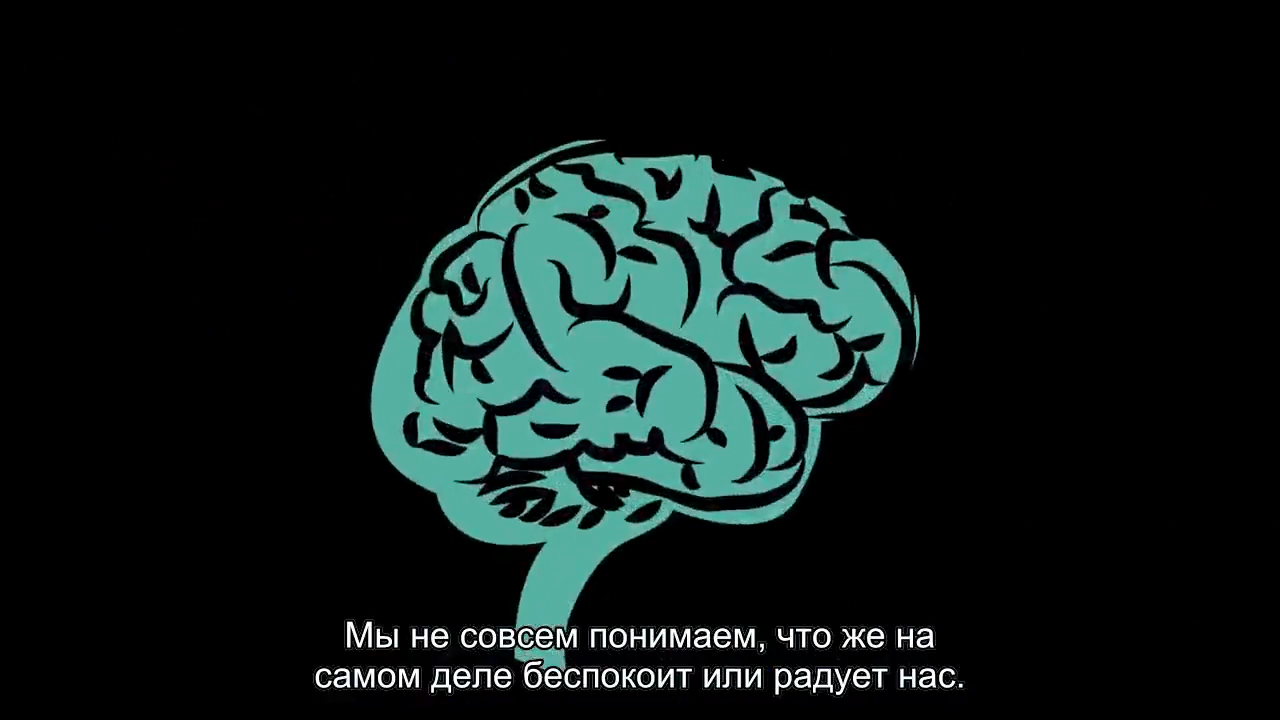 Мы не совсем понимаем, что же на
самом деле беспокоит или радует нас.